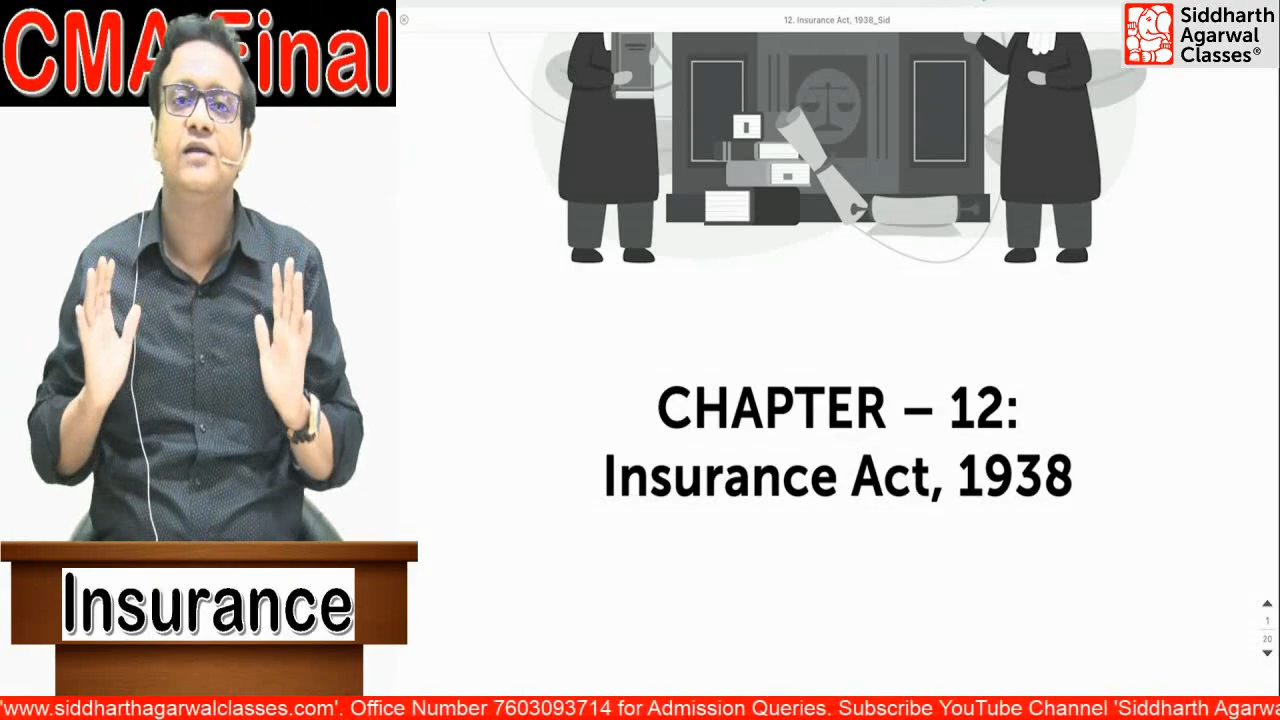 CMA Final
12. Insurance Act, 1938_Sid
Siddharth
Agarwal
Classes®
CHAPTER – 12:
Insurance Act, 1938
Insurance
1
20
'www.siddharthagarwalclasses.com'. Office Number 7603093714 for Admission Queries. Subscribe YouTube Channel 'Siddharth Agarwa